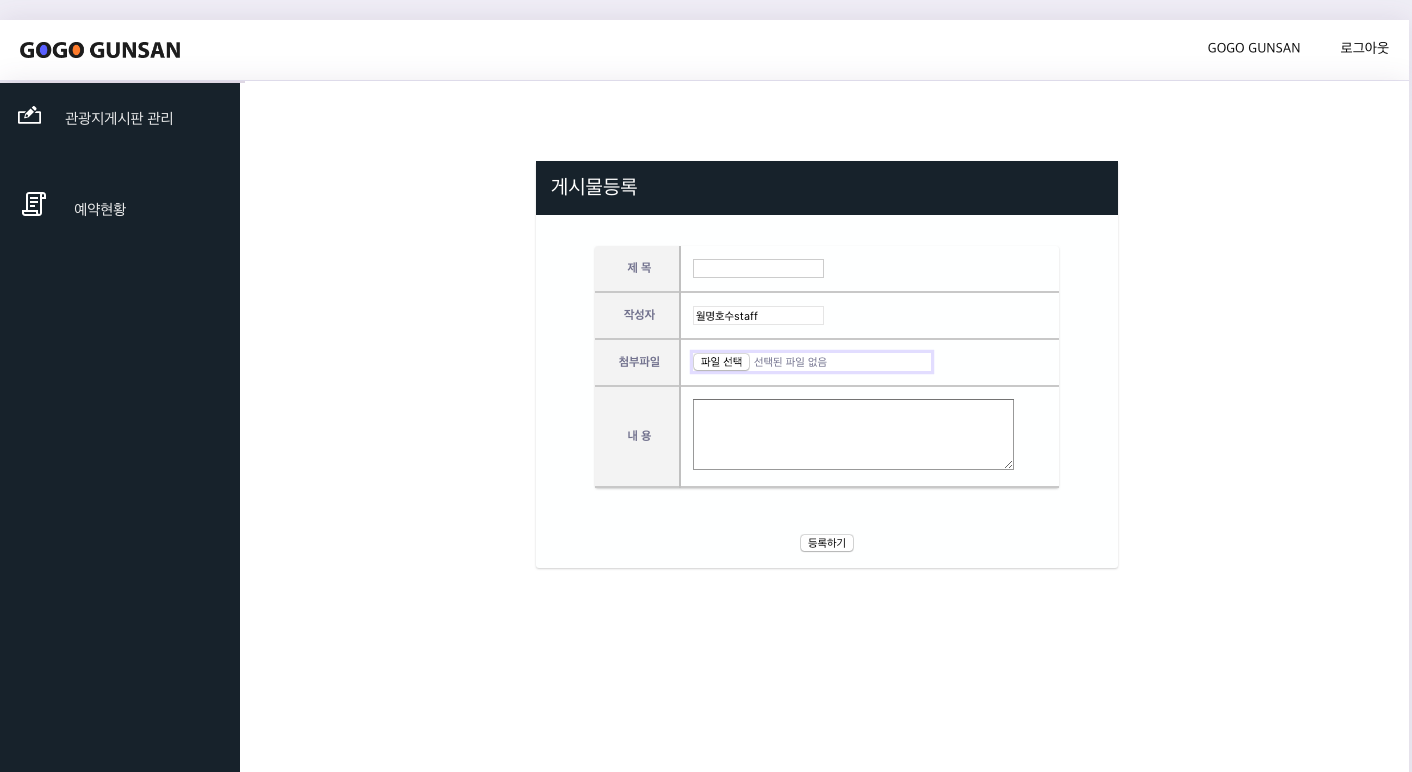 GOGO GUNSAN
GOGO GUNSAN 로그아웃
관광지게시판 관리
예약현황
게시물등록
제 목
작성자 월명호수staff
첨부파일 파일 선택 선택된 파일 없음
내 용
등록하기